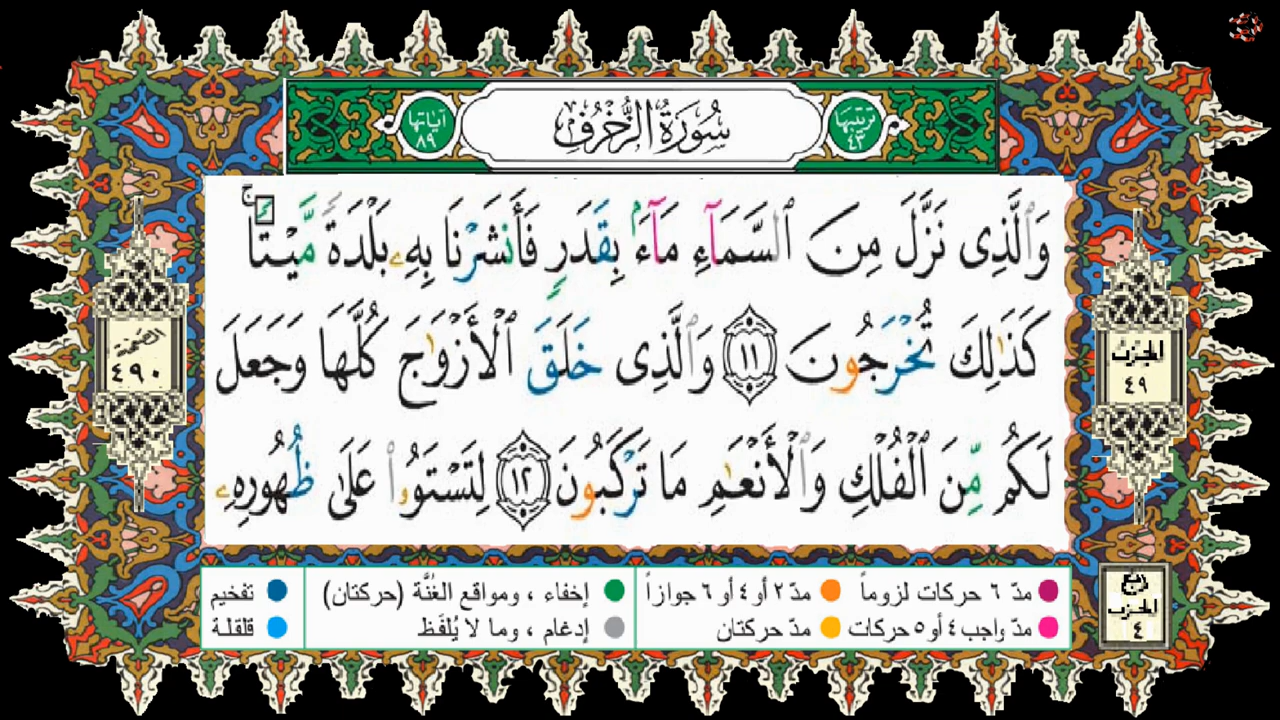 ترتيبها ٤٣
سُورَةُ الزُّخْرُفِ
آياتها ٨٩
وَٱلَّذِى نَزَّلَ مِنَ ٱلسَّمَآءِ مَآءَۢ بِقَدَرٍ فَأَنشَرْنَا بِهِۦ بَلْدَةً مَّيْتًاۚ
كَذَٰلِكَ تُخْرَجُونَ ١١ وَٱلَّذِى خَلَقَ ٱلْأَزْوَٰجَ كُلَّهَا وَجَعَلَ
لَكُم مِّنَ ٱلْفُلْكِ وَٱلْأَنْعَٰمِ مَا تَرْكَبُونَ ١٢ لِتَسْتَوُۥا۟ عَلَىٰ ظُهُورِهِۦ
الحزب
٤٩
الصفحة
٤٩٠
مدّ ٦ حركات لزوماً
مدّ ٢ أو ٤ أو ٦ جوازاً
إخفاء ، ومواقع الغُنَّة (حركتان)
تفخيم
مدّ واجب ٤ أو ٥ حركات
مدّ حركتان
إدغام ، وما لا يُلفَظ
قلقلة
ربع
الحزب
٤